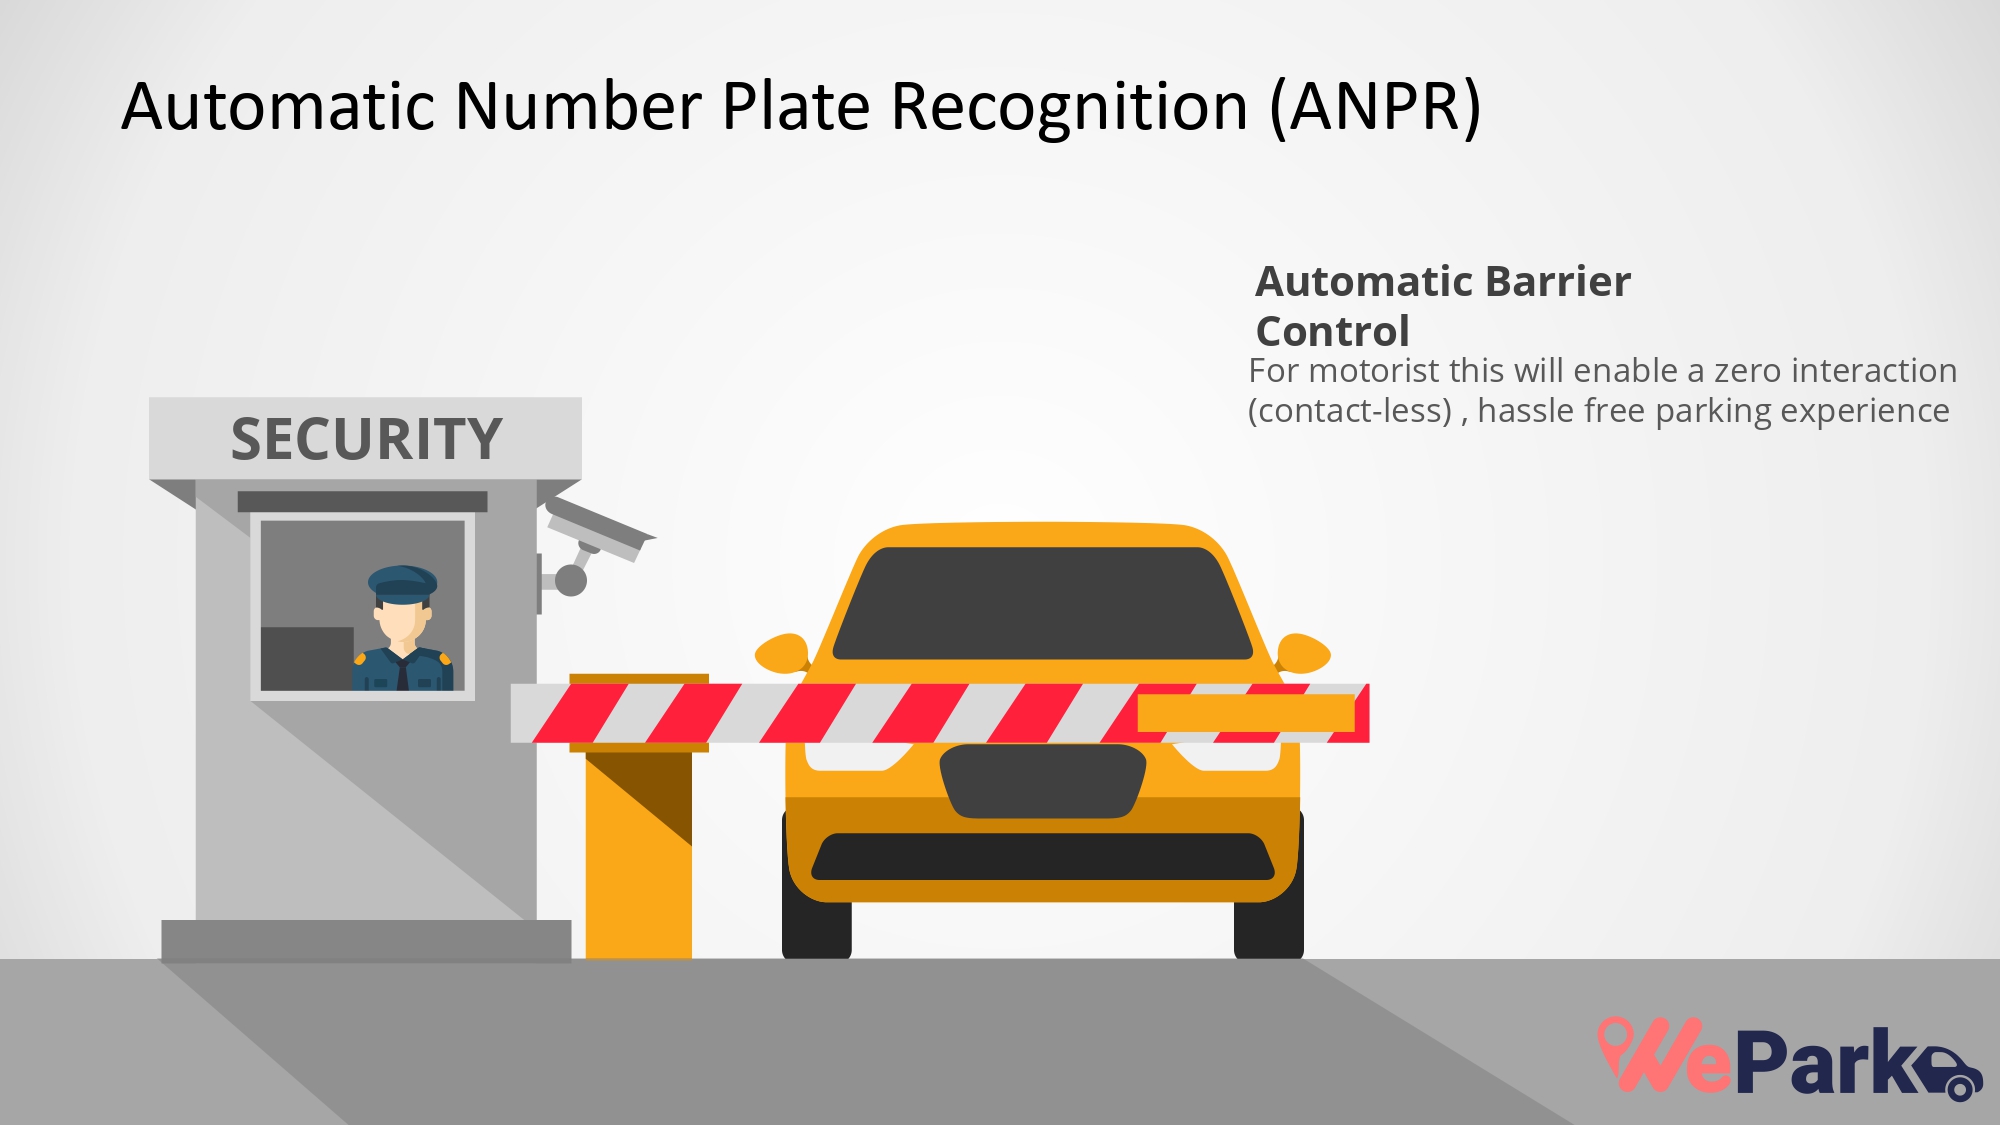 Automatic Number Plate Recognition (ANPR)
Automatic Barrier
Control
For motorist this will enable a zero interaction
(contact-less) , hassle free parking experience
SECURITY
WePark